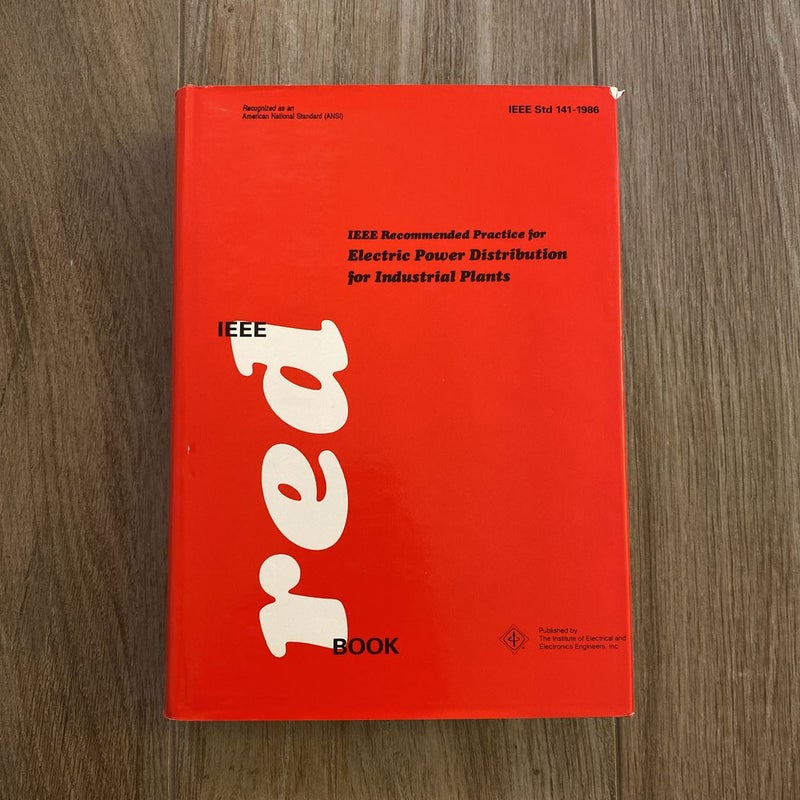 Recognized as an
American National Standard (ANSI)
IEEE Std 141-1986
IEEE Recommended Practice for
Electric Power Distribution
for Industrial Plants
IEEE
red
BOOK
Published by
The Institute of Electrical and
Electronics Engineers, Inc